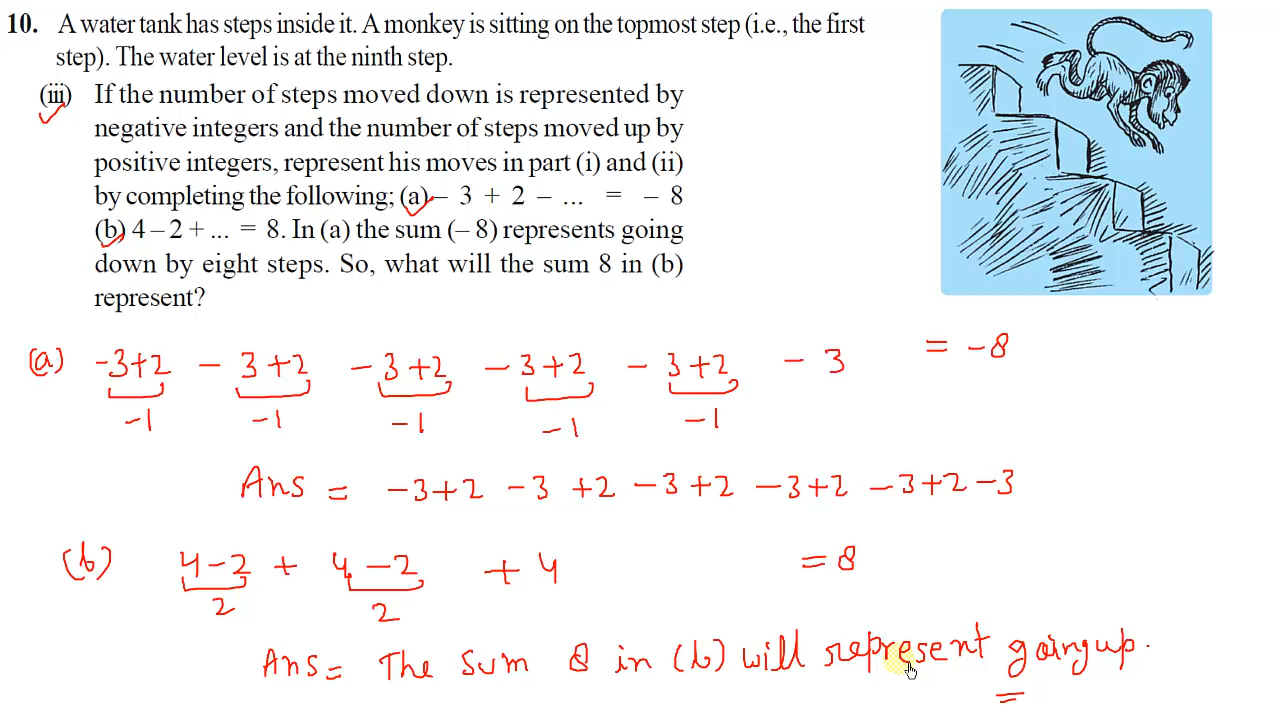 10. A water tank has steps inside it. A monkey is sitting on the topmost step (i.e., the first
step). The water level is at the ninth step.
(iii) If the number of steps moved down is represented by
negative integers and the number of steps moved up by
positive integers, represent his moves in part (i) and (ii)
by completing the following; (a) – 3 + 2 – ... = – 8
(b) 4 – 2 + ... = 8. In (a) the sum (– 8) represents going
down by eight steps. So, what will the sum 8 in (b)
represent?
(a) -3+2 - 3+2 - 3+2 - 3+2 - 3+2 - 3 = -8
-1 -1 -1 -1 -1
Ans = -3+2 -3 +2 -3+2 -3+2 -3+2 -3
(b) 4-2 + 4-2 + 4 = 8
2 2
Ans = The sum 8 in (b) will represent going up.